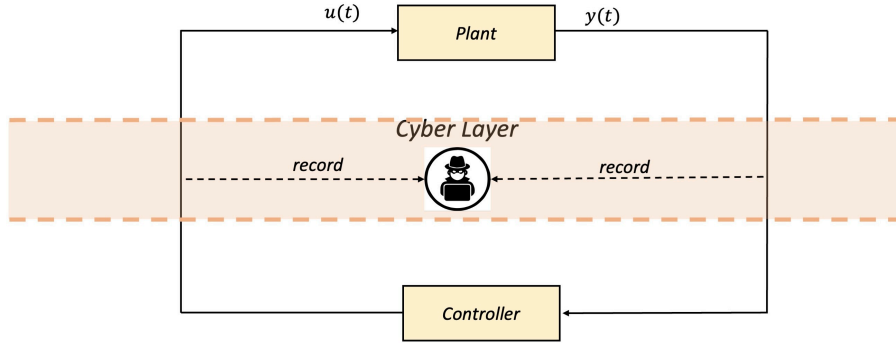 u(t)
Plant
y(t)
Cyber Layer
record
record
Controller